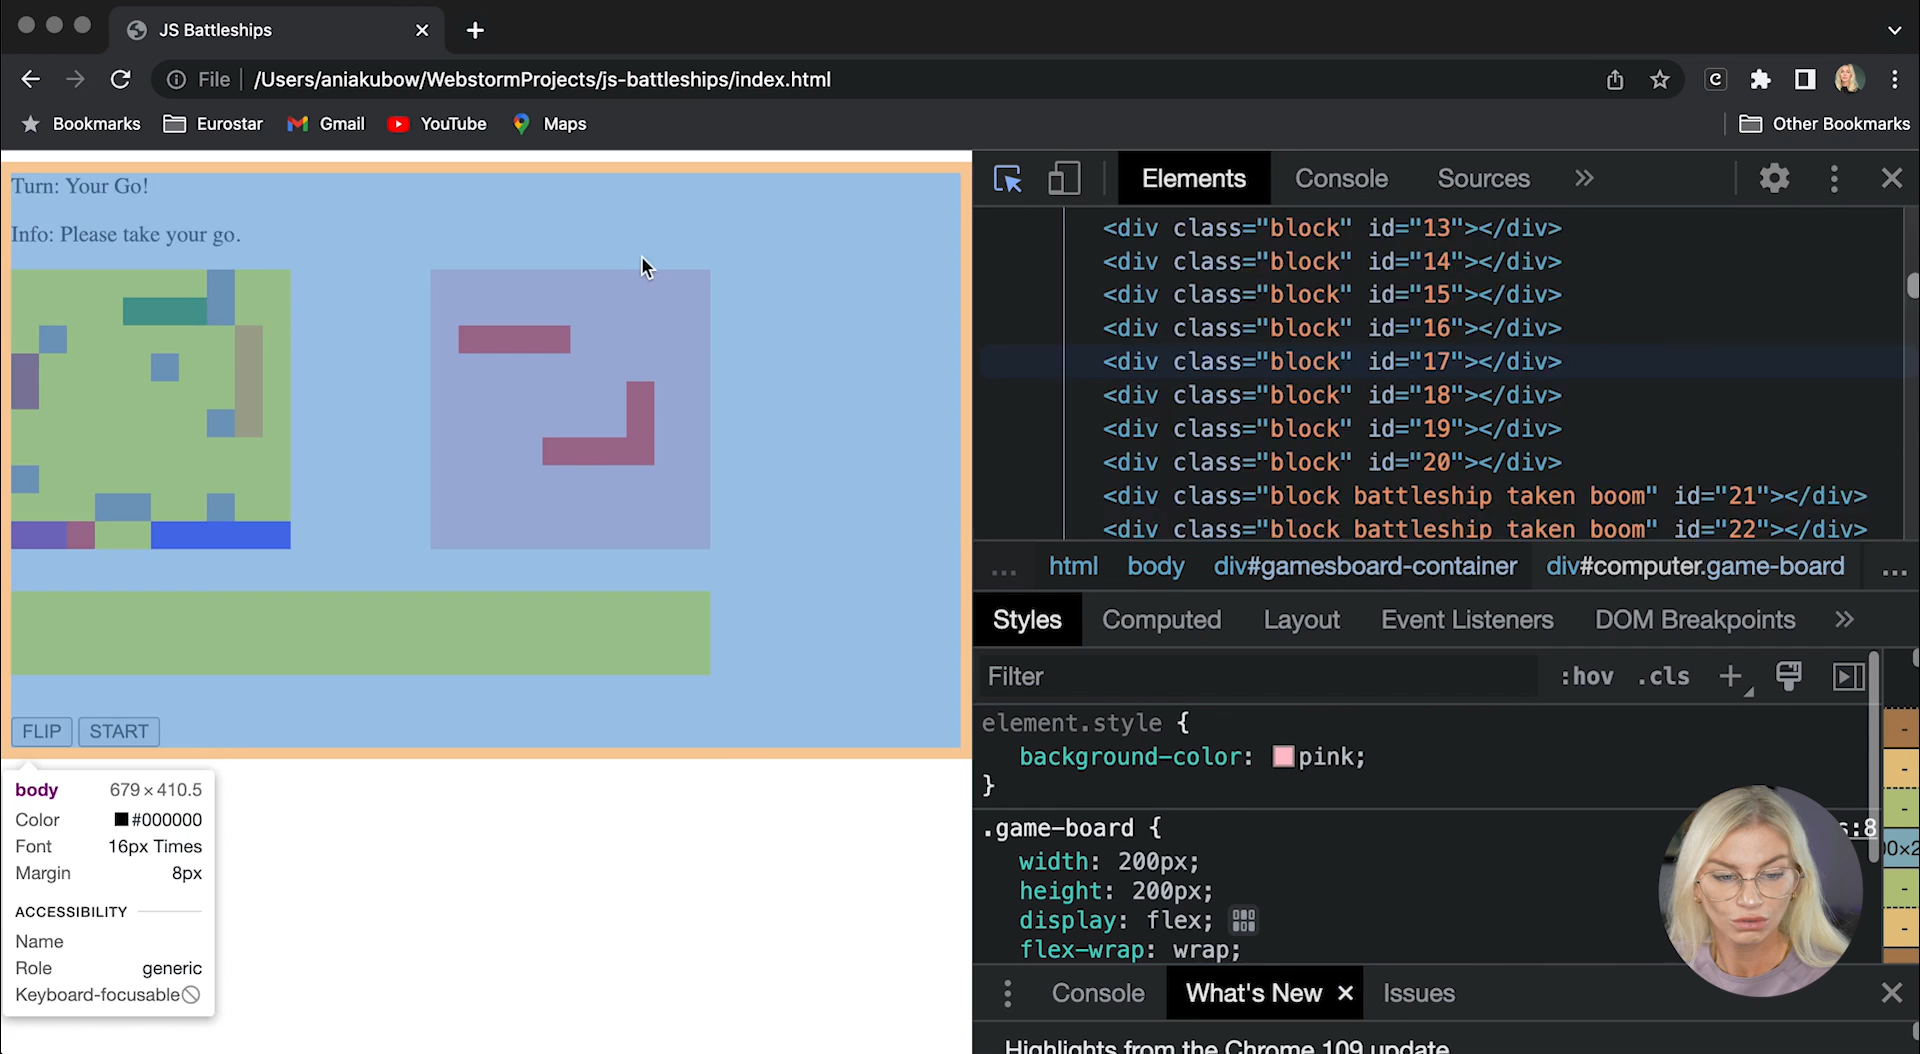 JS Battleships
File
/Users/aniakubow/WebstormProjects/js-battleships/index.html
Bookmarks Eurostar Gmail YouTube Maps Other Bookmarks
Turn: Your Go!
Info: Please take your go.
FLIP START
body 679 × 410.5
Color #000000
Font 16px Times
Margin 8px
ACCESSIBILITY
Name
Role generic
Keyboard-focusable
Elements Console Sources »
<div class="block" id="13"></div>
<div class="block" id="14"></div>
<div class="block" id="15"></div>
<div class="block" id="16"></div>
<div class="block" id="17"></div>
<div class="block" id="18"></div>
<div class="block" id="19"></div>
<div class="block" id="20"></div>
<div class="block battleship taken boom" id="21"></div>
<div class="block battleship taken boom" id="22"></div>
... html body div#gamesboard-container div#computer.game-board ...
Styles Computed Layout Event Listeners DOM Breakpoints »
Filter :hov .cls
element.style {
background-color: pink;
}
.game-board { s:8
width: 200px;
height: 200px;
display: flex;
flex-wrap: wrap;
Console What's New Issues
Highlights from the Chrome 109 update